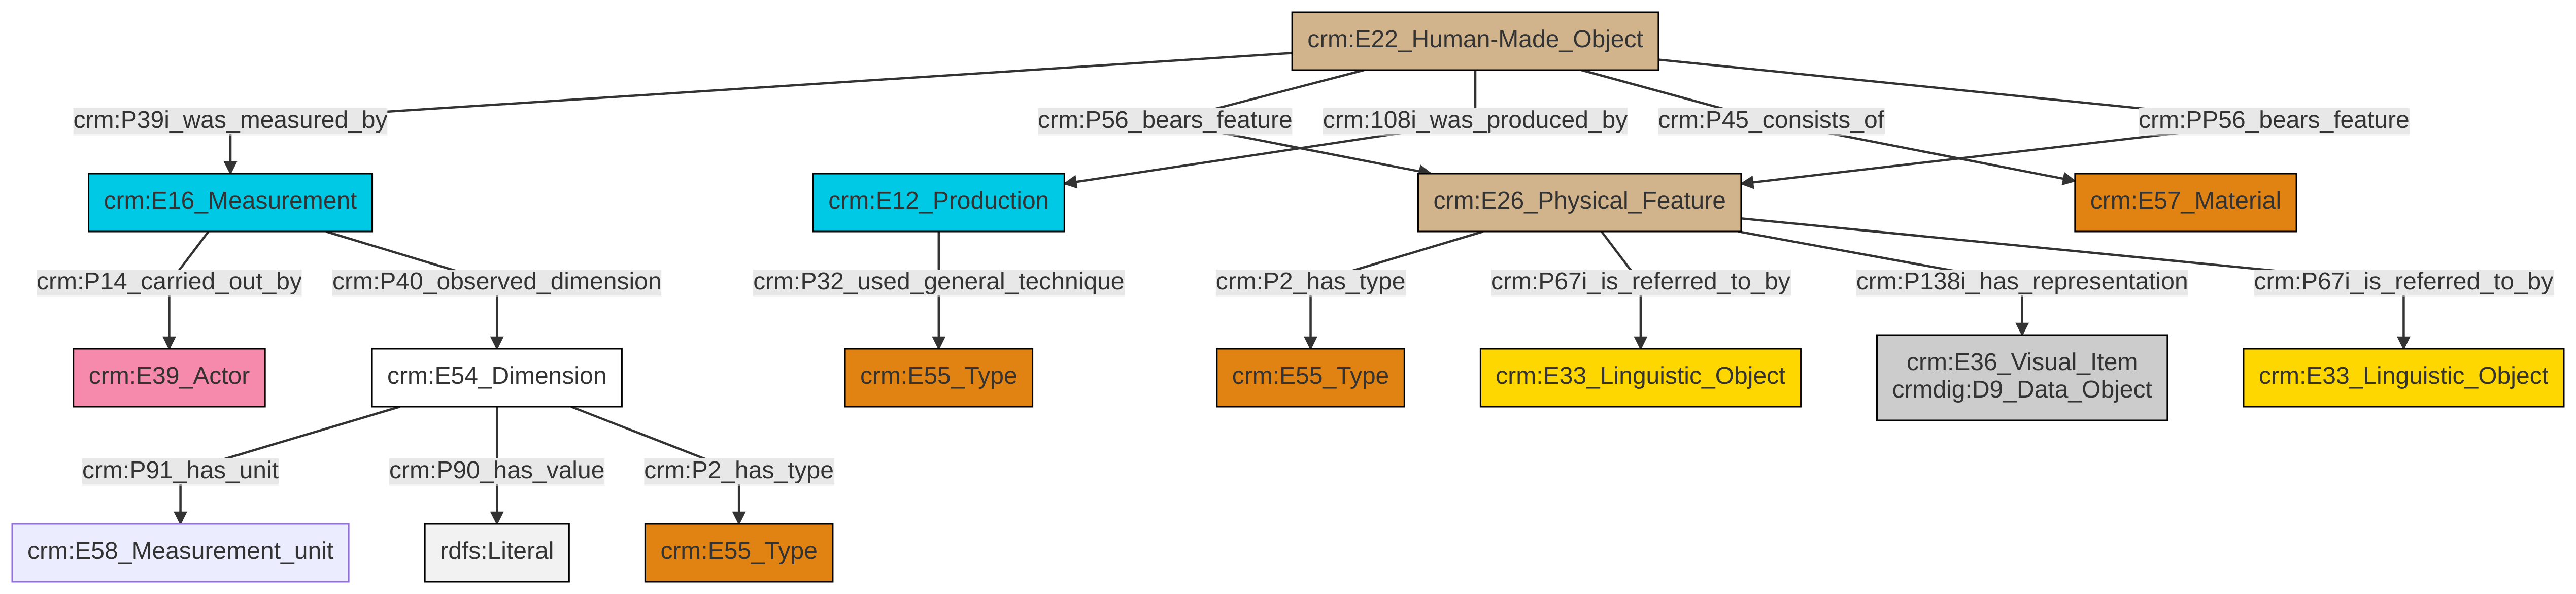 crm:E22_Human-Made_Object
crm:P39i_was_measured_by
crm:P56_bears_feature
crm:108i_was_produced_by
crm:P45_consists_of
crm:PP56_bears_feature
crm:E16_Measurement
crm:E12_Production
crm:E26_Physical_Feature
crm:E57_Material
crm:P14_carried_out_by
crm:P40_observed_dimension
crm:P32_used_general_technique
crm:P2_has_type
crm:P67i_is_referred_to_by
crm:P138i_has_representation
crm:P67i_is_referred_to_by
crm:E39_Actor
crm:E54_Dimension
crm:E55_Type
crm:E55_Type
crm:E33_Linguistic_Object
crm:E36_Visual_Item
crmdig:D9_Data_Object
crm:E33_Linguistic_Object
crm:P91_has_unit
crm:P90_has_value
crm:P2_has_type
crm:E58_Measurement_unit
rdfs:Literal
crm:E55_Type